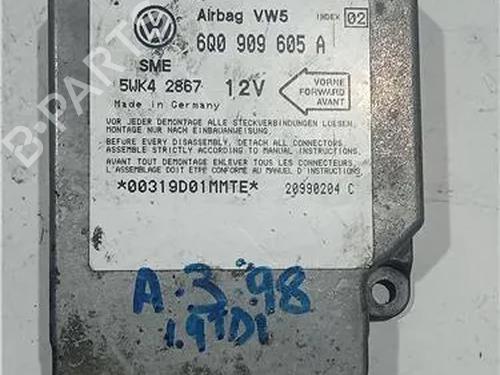 Airbag VW5 INDEX 02
6Q0 909 605 A
SME
5WK4 2867 12V
VORNE
FORWARD
AVANT
Made in Germany
VOR JEDER DEMONTAGE ALLE STECKVERBINDUNGEN LOESEN,
MONTAGE NUR NACH EINBAUANWEISUNG.
BEFORE EVERY DISASSEMBLY, DETACH ALL CONNECTORS.
ASSEMBLE STRICTLY ACCORDING TO MANUAL INSTRUCTIONS.
AVANT TOUT DEMONTAGE ENLEVER TOUS LES CONNECTEURS.
L'ASSEMBLAGE DOIT ETRE CONFORME AU MANUEL D'INSTRUCTIONS.
*00319D01MMTE* 20990204 C
A.3.98
1.9TDI
B-PARTS